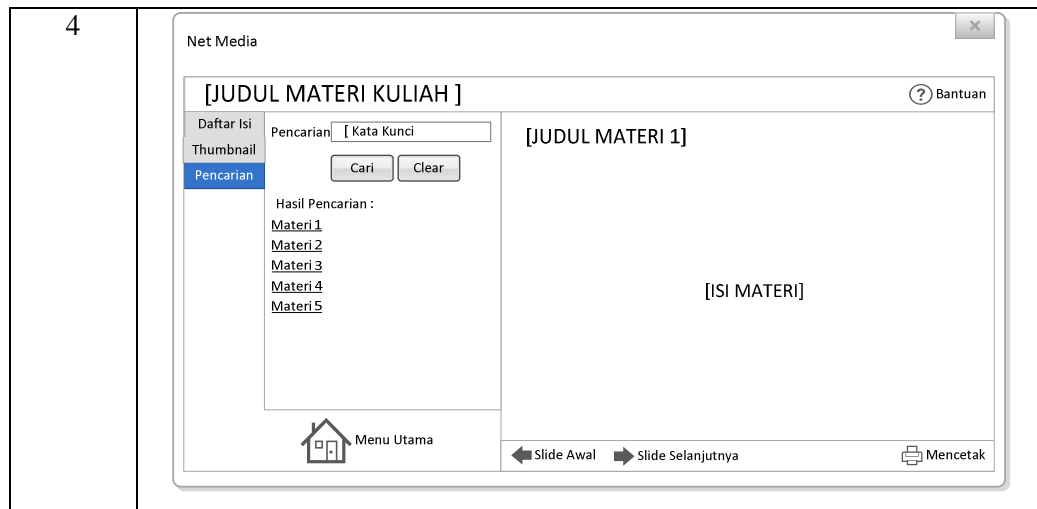 4
Net Media
[JUDUL MATERI KULIAH ]
? Bantuan
Daftar Isi
Thumbnail
Pencarian
Pencarian [ Kata Kunci
Cari Clear
Hasil Pencarian :
Materi 1
Materi 2
Materi 3
Materi 4
Materi 5
Menu Utama
[JUDUL MATERI 1]
[ISI MATERI]
Slide Awal Slide Selanjutnya Mencetak